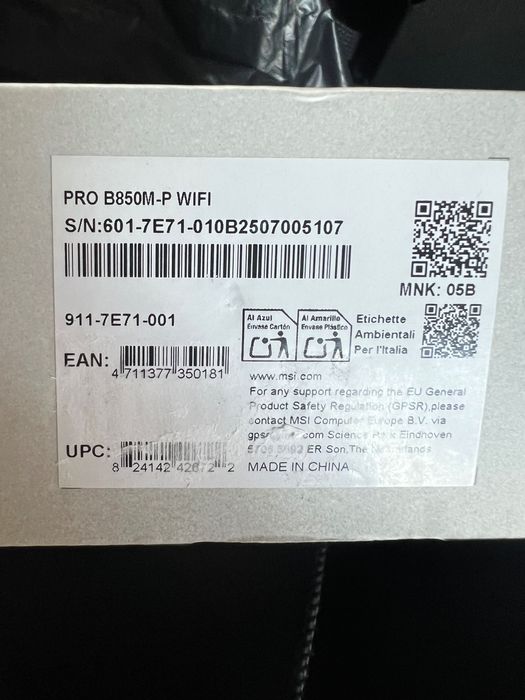 PRO B850M-P WIFI
S/N:601-7E71-010B2507005107
MNK: 05B
911-7E71-001
Al Azul
Envase Cartón
Al Amarillo
Envase Plástico
Etichette
Ambientali
Per l'Italia
EAN:
4 711377 350181
www.msi.com
For any support regarding the EU General
Product Safety Regulation (GPSR),please
contact MSI Computer Europe B.V. via
com Science Park Eindhoven
5706 5692 ER Son,The Netherlands
UPC:
8 24142 42672 2
MADE IN CHINA